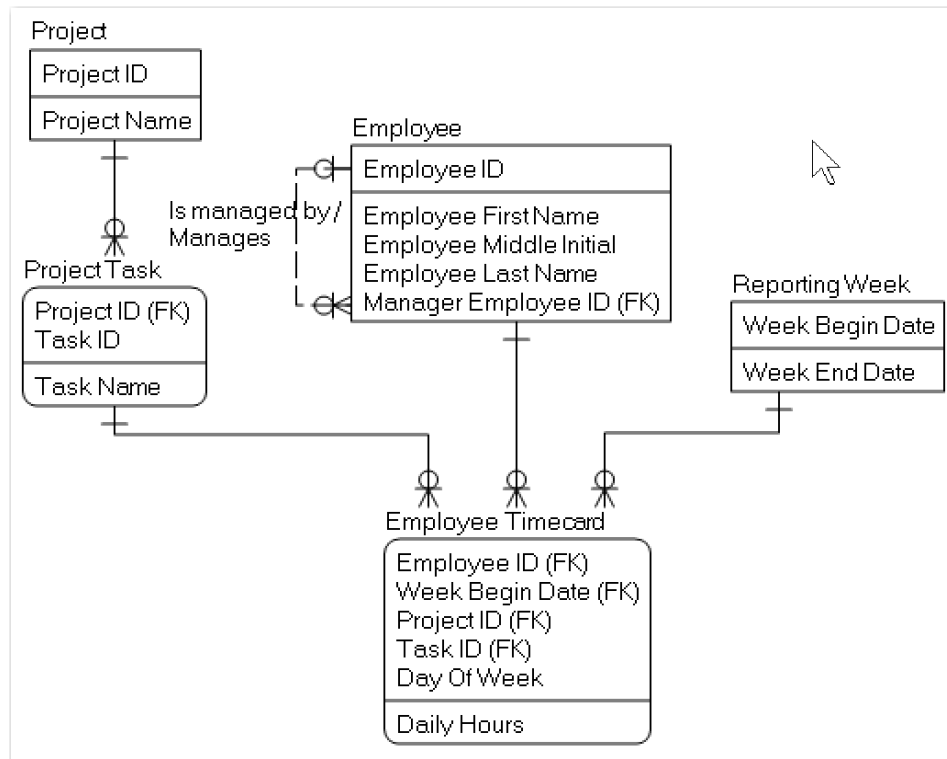 Project
Project ID
Project Name
Employee
Employee ID
Employee First Name
Employee Middle Initial
Employee Last Name
Manager Employee ID (FK)
Is managed by /
Manages
Project Task
Project ID (FK)
Task ID
Task Name
Reporting Week
Week Begin Date
Week End Date
Employee Timecard
Employee ID (FK)
Week Begin Date (FK)
Project ID (FK)
Task ID (FK)
Day Of Week
Daily Hours